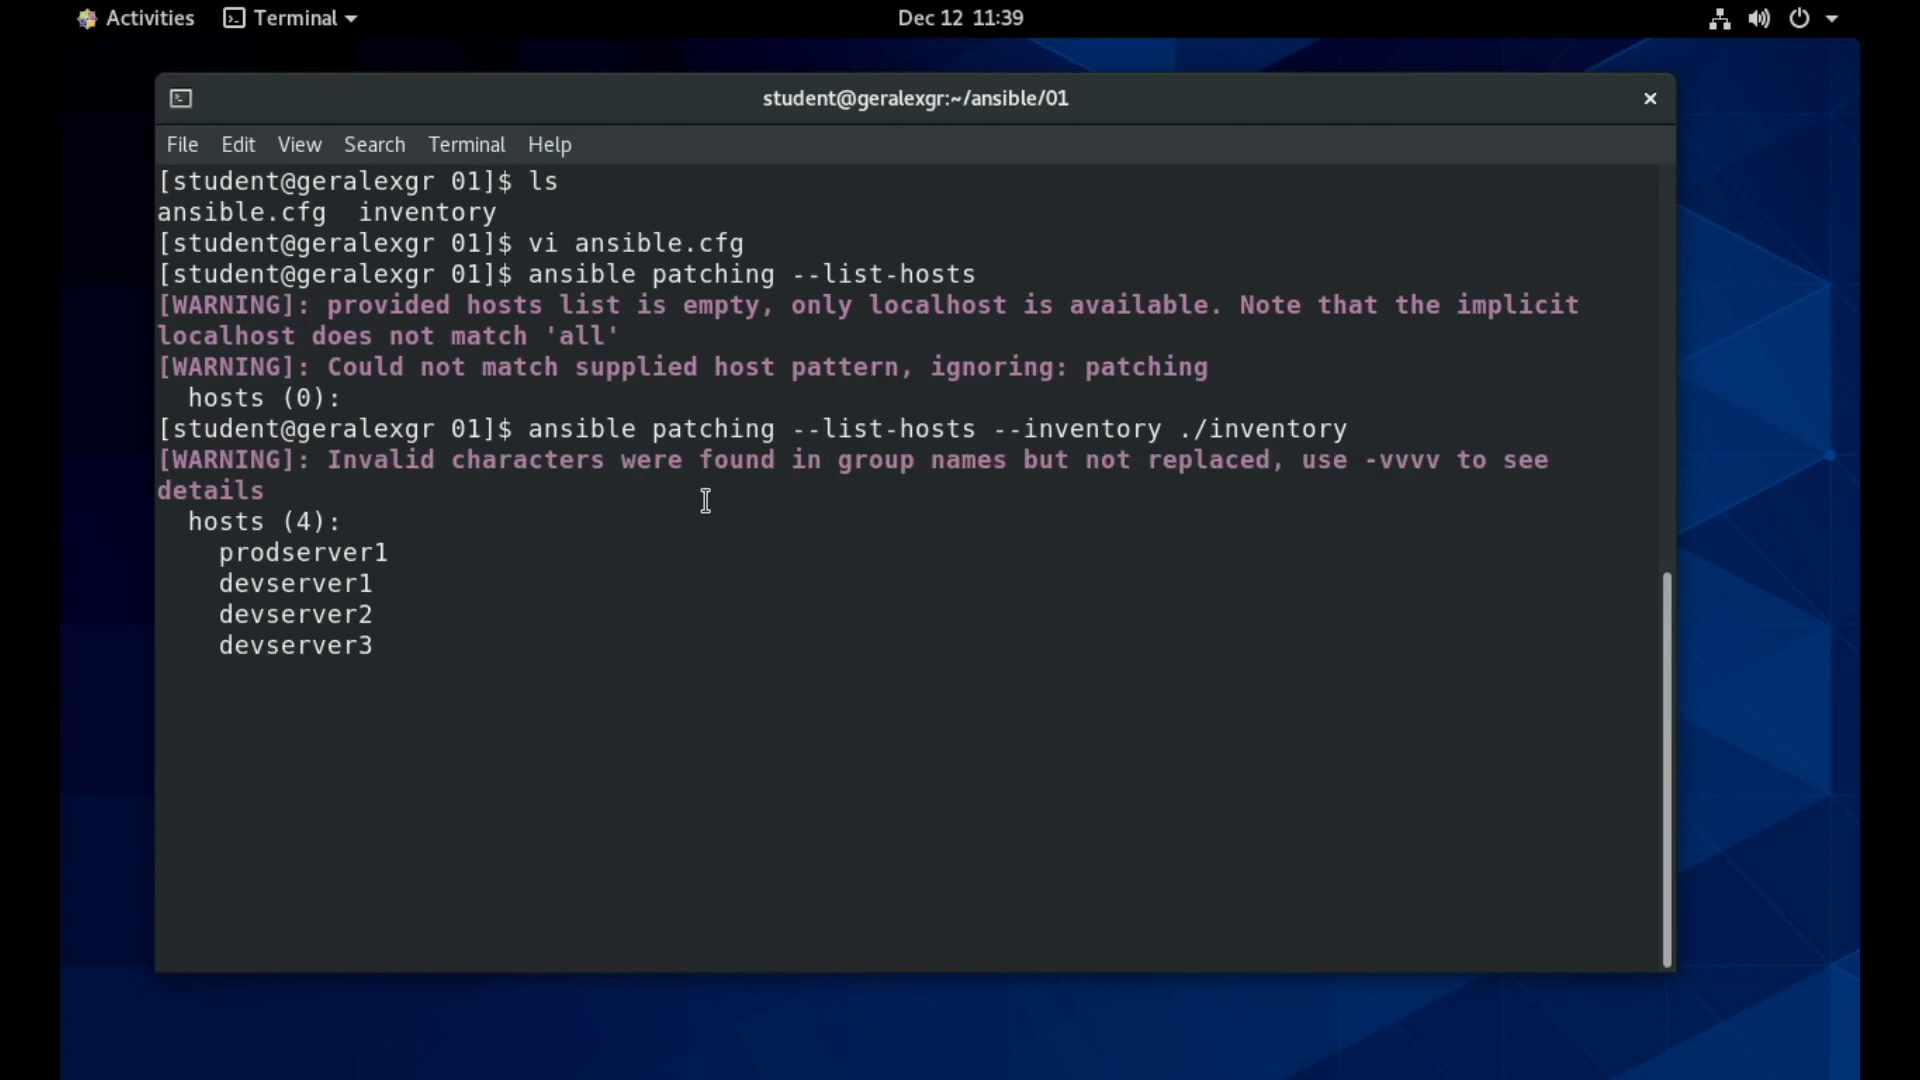 Activities Terminal Dec 12 11:39
student@geralexgr:~/ansible/01
File Edit View Search Terminal Help
[student@geralexgr 01]$ ls
ansible.cfg  inventory
[student@geralexgr 01]$ vi ansible.cfg
[student@geralexgr 01]$ ansible patching --list-hosts
[WARNING]: provided hosts list is empty, only localhost is available. Note that the implicit
localhost does not match 'all'
[WARNING]: Could not match supplied host pattern, ignoring: patching
  hosts (0):
[student@geralexgr 01]$ ansible patching --list-hosts --inventory ./inventory
[WARNING]: Invalid characters were found in group names but not replaced, use -vvvv to see
details
  hosts (4):
    prodserver1
    devserver1
    devserver2
    devserver3